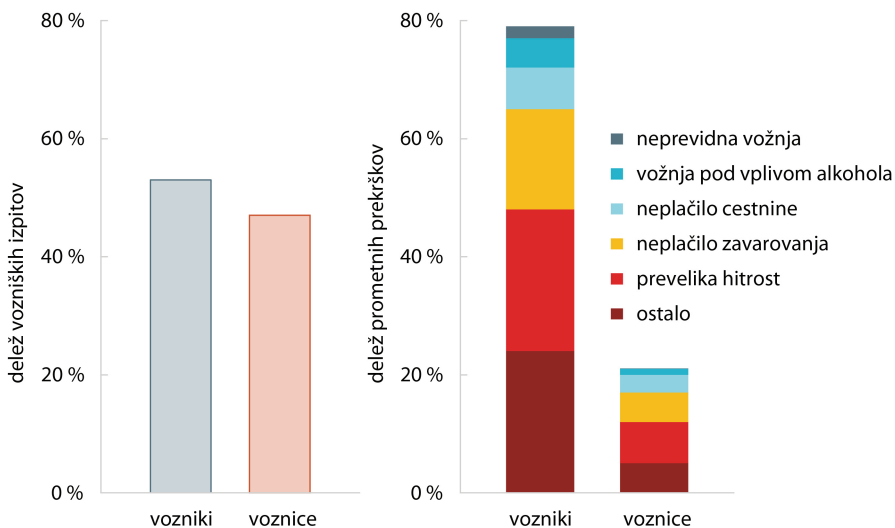 delež vozniških izpitov
80 %
60 %
40 %
20 %
0 %
vozniki
voznice
delež prometnih prekrškov
80 %
60 %
40 %
20 %
0 %
vozniki
voznice
neprevidna vožnja
vožnja pod vplivom alkohola
neplačilo cestnine
neplačilo zavarovanja
prevelika hitrost
ostalo